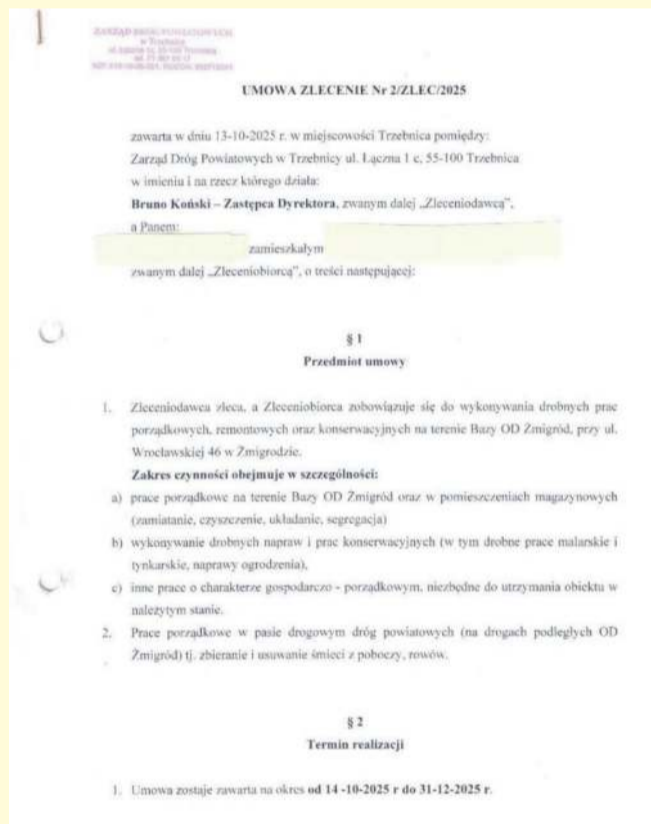 ZARZĄD DRÓG POWIATOWYCH
w Trzebnicy
UMOWA ZLECENIE Nr 2/ZLEC/2025
zawarta w dniu 13-10-2025 r. w miejscowości Trzebnica pomiędzy:
Zarząd Dróg Powiatowych w Trzebnicy ul. Łączna 1 c, 55-100 Trzebnica
w imieniu i na rzecz którego działa:
Bruno Koński – Zastępca Dyrektora, zwanym dalej „Zleceniodawcą”,
a Panem:
zamieszkałym
zwanym dalej „Zleceniobiorcą”, o treści następującej:
§ 1
Przedmiot umowy
1. Zleceniodawca zleca, a Zleceniobiorca zobowiązuje się do wykonywania drobnych prac
porządkowych, remontowych oraz konserwacyjnych na terenie Bazy OD Żmigród, przy ul.
Wrocławskiej 46 w Żmigrodzie.
Zakres czynności obejmuje w szczególności:
a) prace porządkowe na terenie Bazy OD Żmigród oraz w pomieszczeniach magazynowych
(zamiatanie, czyszczenie, układanie, segregacja)
b) wykonywanie drobnych napraw i prac konserwacyjnych (w tym drobne prace malarskie i
tynkarskie, naprawy ogrodzenia),
c) inne prace o charakterze gospodarczo - porządkowym, niezbędne do utrzymania obiektu w
należytym stanie.
2. Prace porządkowe w pasie drogowym dróg powiatowych (na drogach podległych OD
Żmigród) tj. zbieranie i usuwanie śmieci z poboczy, rowów.
§ 2
Termin realizacji
1. Umowa zostaje zawarta na okres od 14 -10-2025 r do 31-12-2025 r.